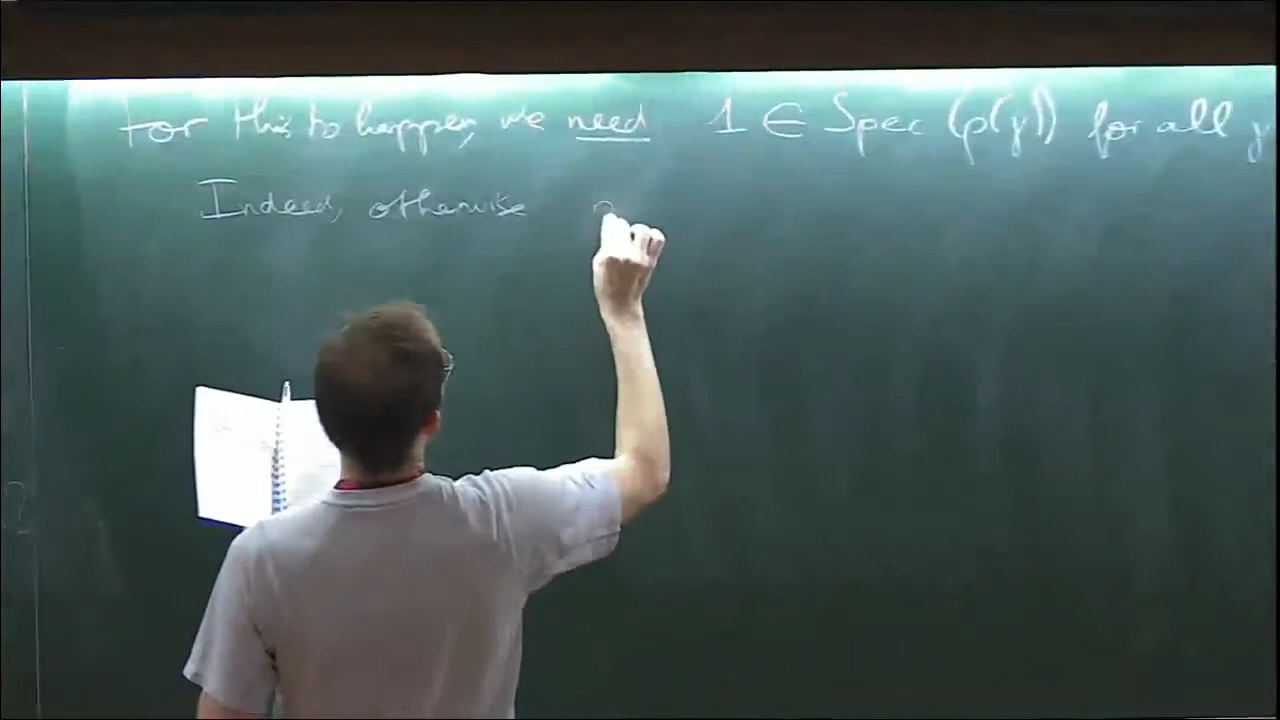 For this to happen, we need 1 ∈ Spec (ρ(γ)) for all γ
Indeed, otherwise